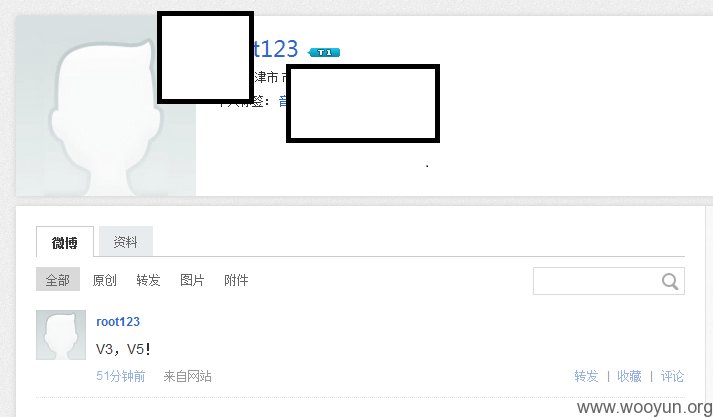 t123 T1
津市
个人标签：
微博 资料
全部 原创 转发 图片 附件
root123
V3，V5！
51分钟前 来自网站
转发 | 收藏 | 评论
www.wooyun.org